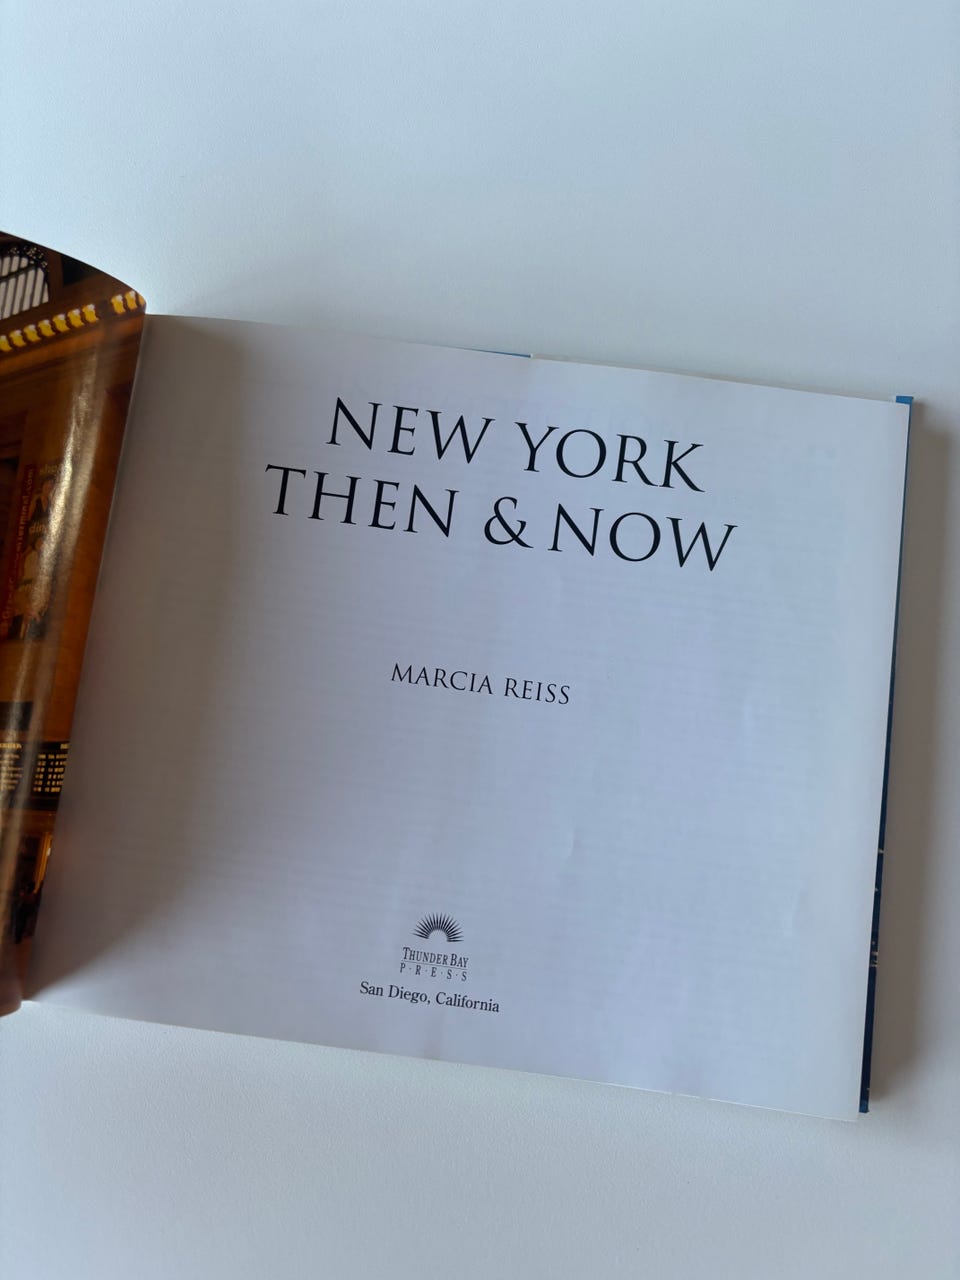 NEW YORK
THEN & NOW
MARCIA REISS
THUNDER BAY
P·R·E·S·S
San Diego, California